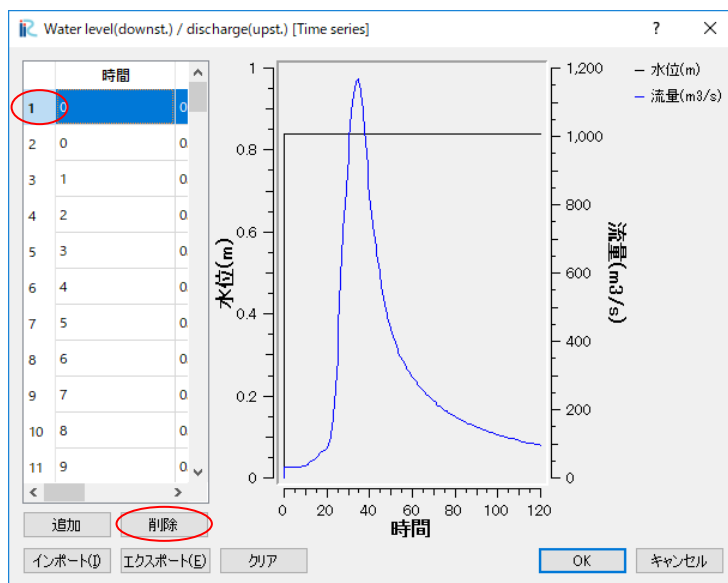 iR Water level(downst.) / discharge(upst.) [Time series] ? ×
時間
1 0 0
2 0 0.
3 1 0.
4 2 0.
5 3 0.
6 4 0.
7 5 0.
8 6 0.
9 7 0.
10 8 0.
11 9 0.
追加 削除
インポート(I) エクスポート(E) クリア
水位(m)
1
0.8
0.6
0.4
0.2
0
0 20 40 60 80 100 120
時間
1,200
1,000
800
600
400
200
0
流量(m3/s)
水位(m)
流量(m3/s)
OK キャンセル